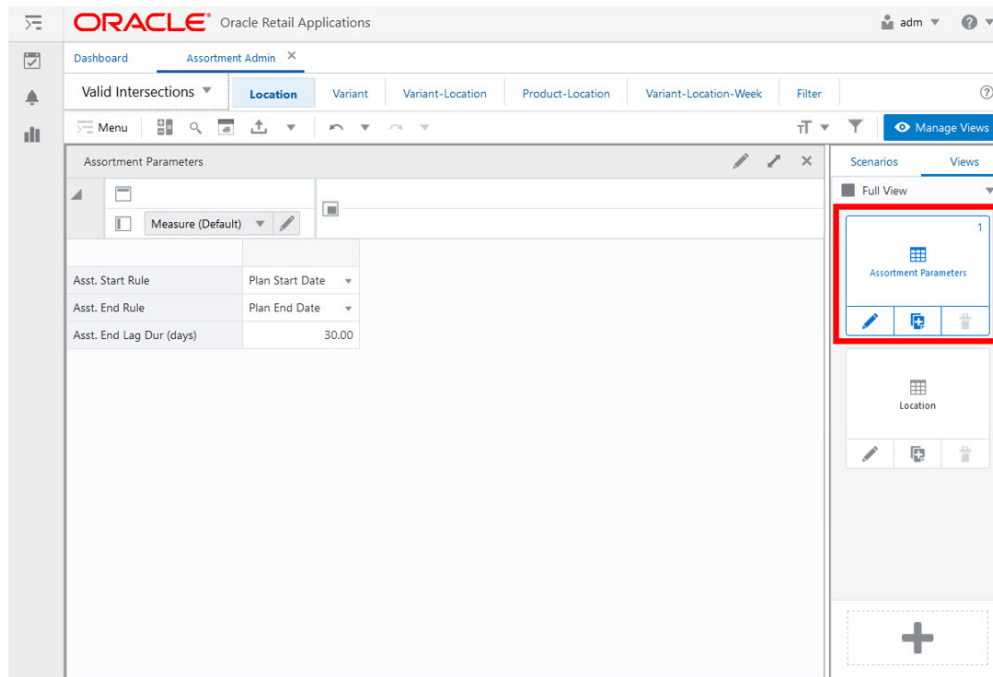 ORACLE® Oracle Retail Applications
adm
Dashboard
Assortment Admin
Valid Intersections
Location
Variant
Variant-Location
Product-Location
Variant-Location-Week
Filter
Menu
Manage Views
Assortment Parameters
Scenarios
Views
Full View
Measure (Default)
1
Assortment Parameters
Asst. Start Rule
Plan Start Date
Asst. End Rule
Plan End Date
Asst. End Lag Dur (days)
30.00
Location